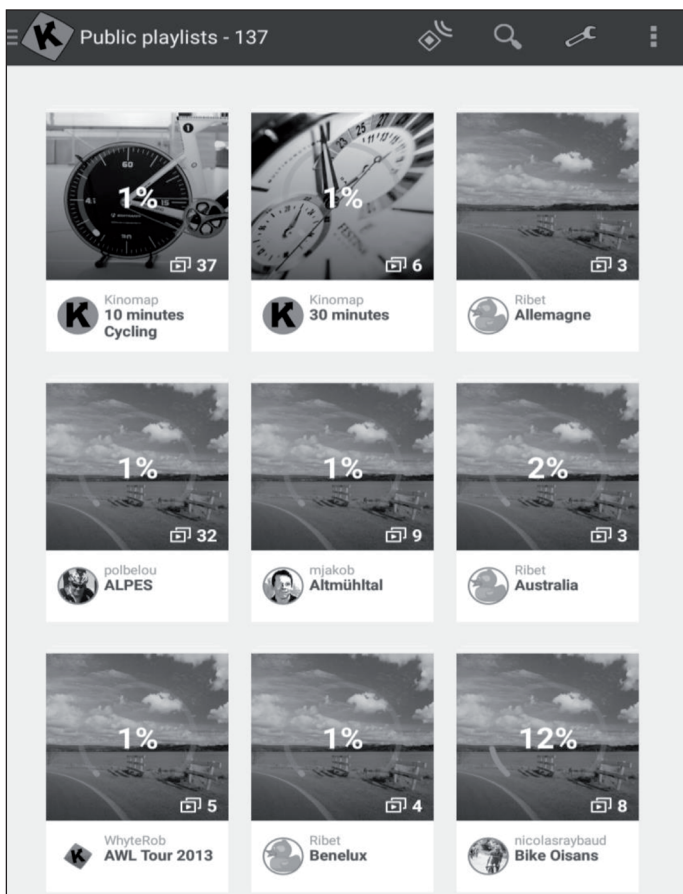 Public playlists - 137
1%
37
Kinomap
10 minutes
Cycling
1%
6
Kinomap
30 minutes
3
Ribet
Allemagne
1%
32
polbelou
ALPES
1%
9
mjakob
Altmühltal
2%
3
Ribet
Australia
1%
5
WhyteRob
AWL Tour 2013
1%
4
Ribet
Benelux
12%
8
nicolasraybaud
Bike Oisans